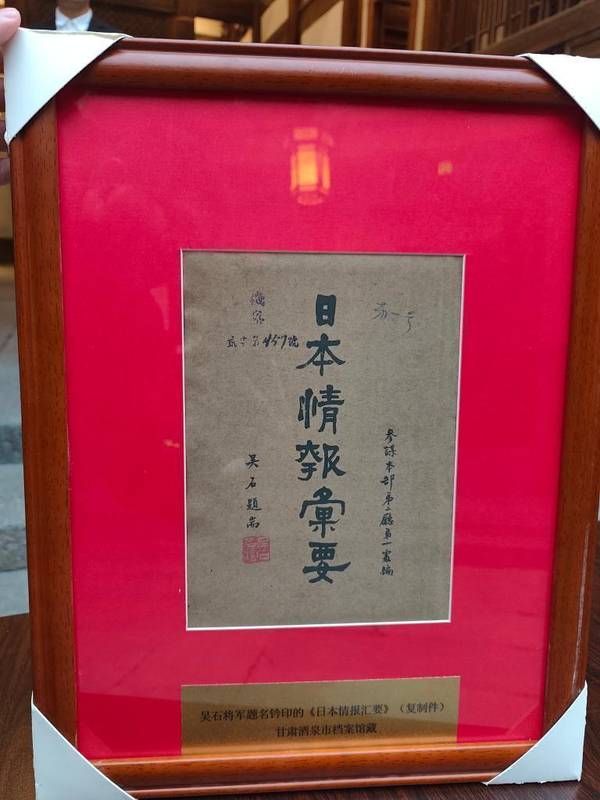 參謀本部第二廳第一處編
日本情報彙要
吳石題耑
吴石将军题名钤印的《日本情报汇要》（复制件）
甘肃酒泉市档案馆藏